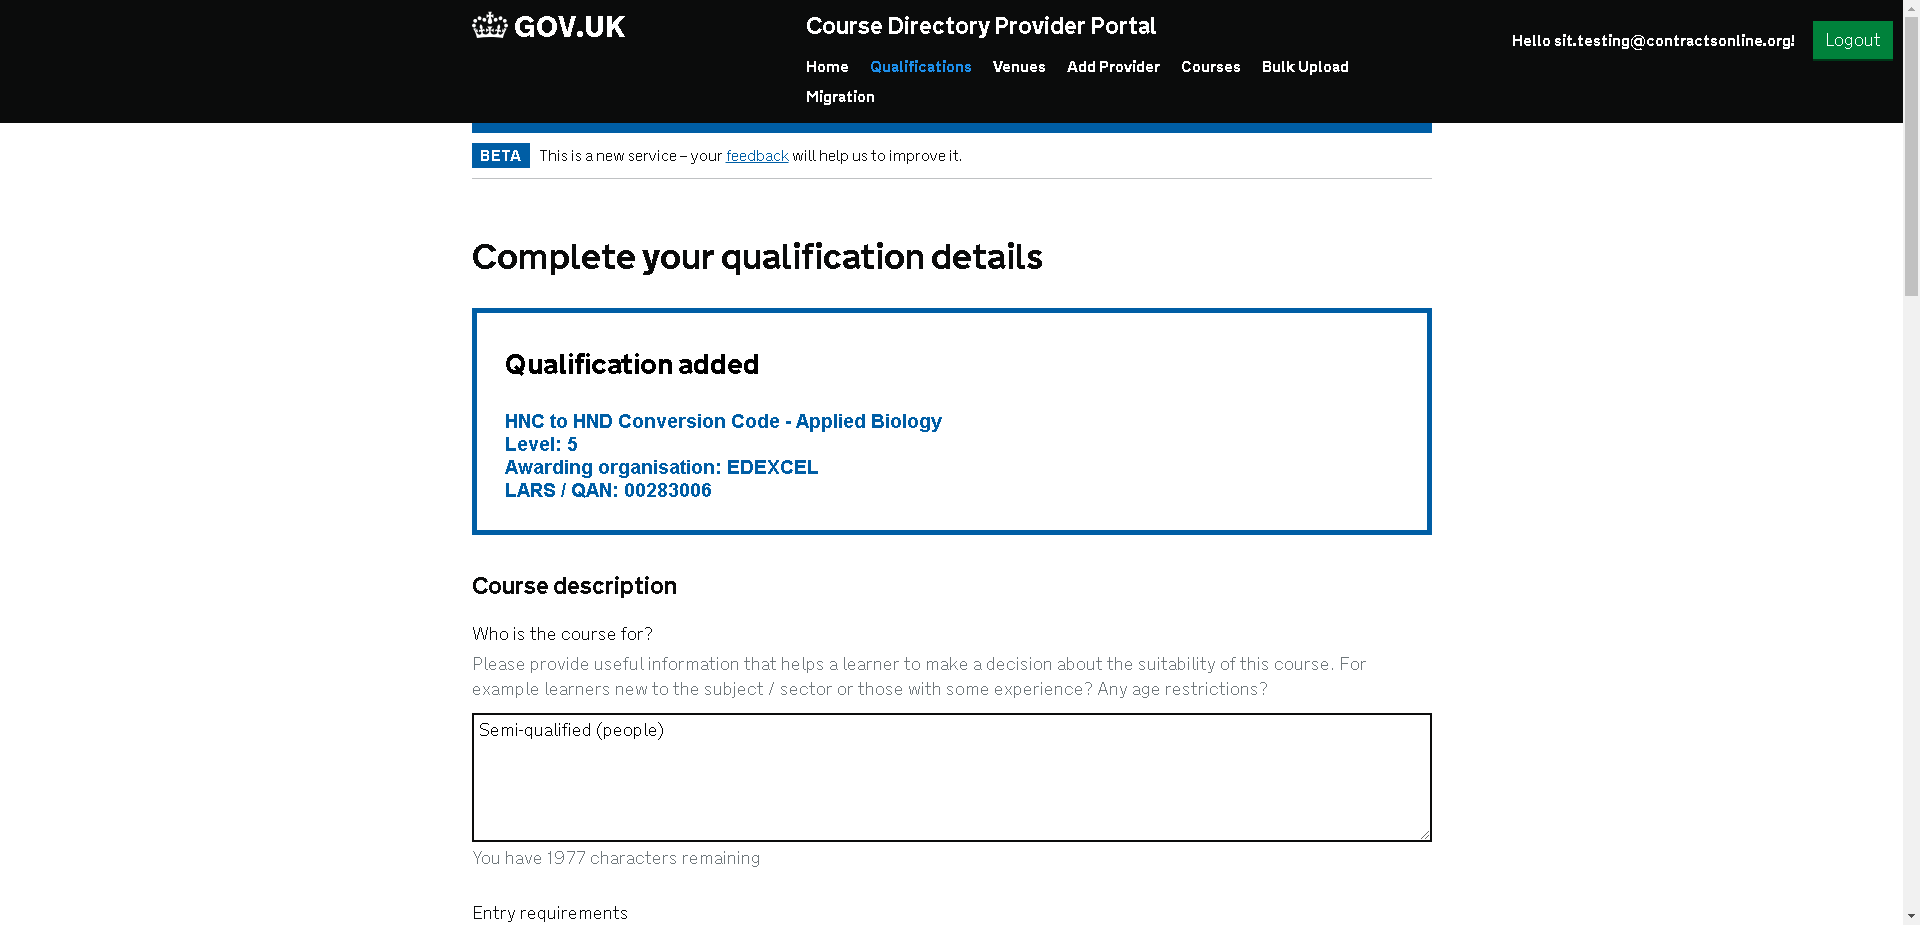 GOV.UK
Course Directory Provider Portal
Hello sit.testing@contractsonline.org!
Logout
Home Qualifications Venues Add Provider Courses Bulk Upload
Migration
BETA This is a new service – your feedback will help us to improve it.
Complete your qualification details
Qualification added
HNC to HND Conversion Code - Applied Biology
Level: 5
Awarding organisation: EDEXCEL
LARS / QAN: 00283006
Course description
Who is the course for?
Please provide useful information that helps a learner to make a decision about the suitability of this course. For
example learners new to the subject / sector or those with some experience? Any age restrictions?
Semi-qualified (people)
You have 1977 characters remaining
Entry requirements